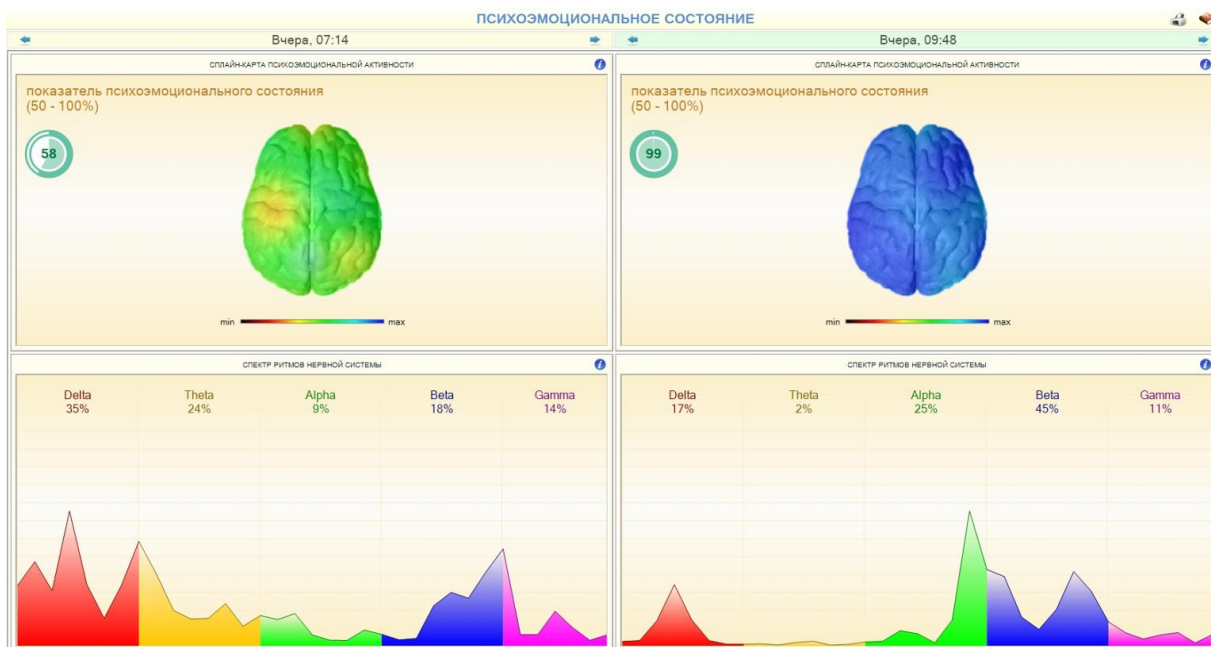 ПСИХОЭМОЦИОНАЛЬНОЕ СОСТОЯНИЕ
Вчера, 07:14
Вчера, 09:48
СПЛАЙН-КАРТА ПСИХОЭМОЦИОНАЛЬНОЙ АКТИВНОСТИ
показатель психоэмоционального состояния
(50 - 100%)
58
min
max
СПЛАЙН-КАРТА ПСИХОЭМОЦИОНАЛЬНОЙ АКТИВНОСТИ
показатель психоэмоционального состояния
(50 - 100%)
99
min
max
СПЕКТР РИТМОВ НЕРВНОЙ СИСТЕМЫ
Delta Theta Alpha Beta Gamma
35% 24% 9% 18% 14%
СПЕКТР РИТМОВ НЕРВНОЙ СИСТЕМЫ
Delta Theta Alpha Beta Gamma
17% 2% 25% 45% 11%